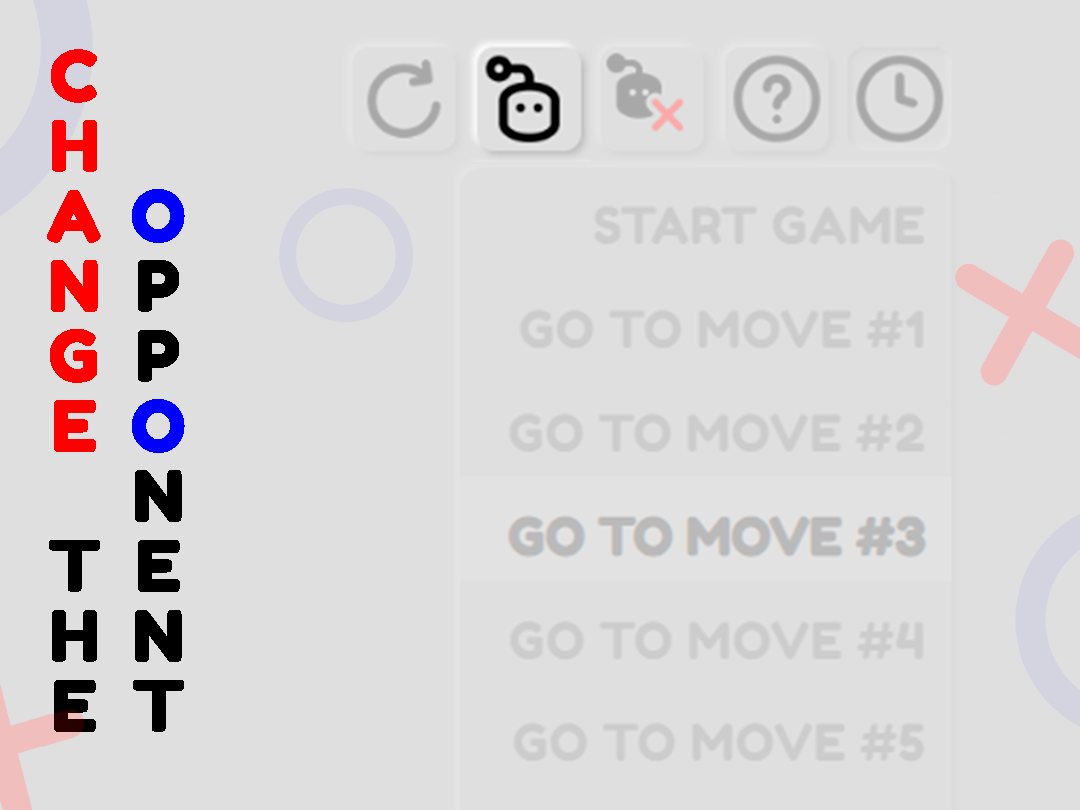 CHANGE
THE
OPPONENT
START GAME
GO TO MOVE #1
GO TO MOVE #2
GO TO MOVE #3
GO TO MOVE #4
GO TO MOVE #5